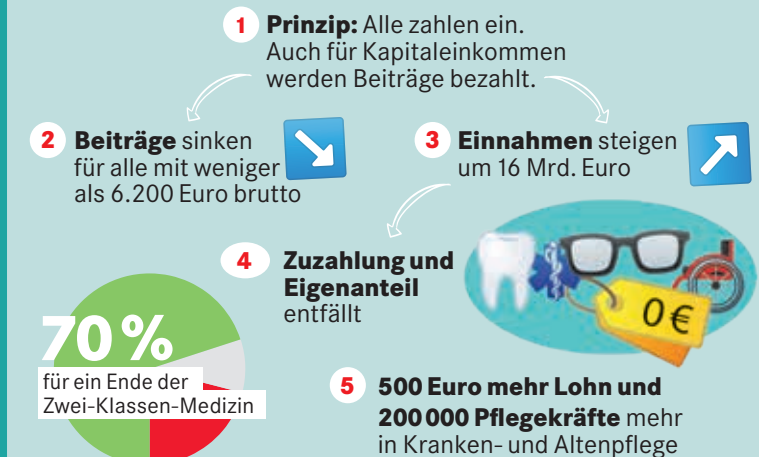 1 Prinzip: Alle zahlen ein.
Auch für Kapitaleinkommen
werden Beiträge bezahlt.
2 Beiträge sinken
für alle mit weniger
als 6.200 Euro brutto
3 Einnahmen steigen
um 16 Mrd. Euro
4 Zuzahlung und
Eigenanteil
entfällt
0 €
70 %
für ein Ende der
Zwei-Klassen-Medizin
5 500 Euro mehr Lohn und
200 000 Pflegekräfte mehr
in Kranken- und Altenpflege